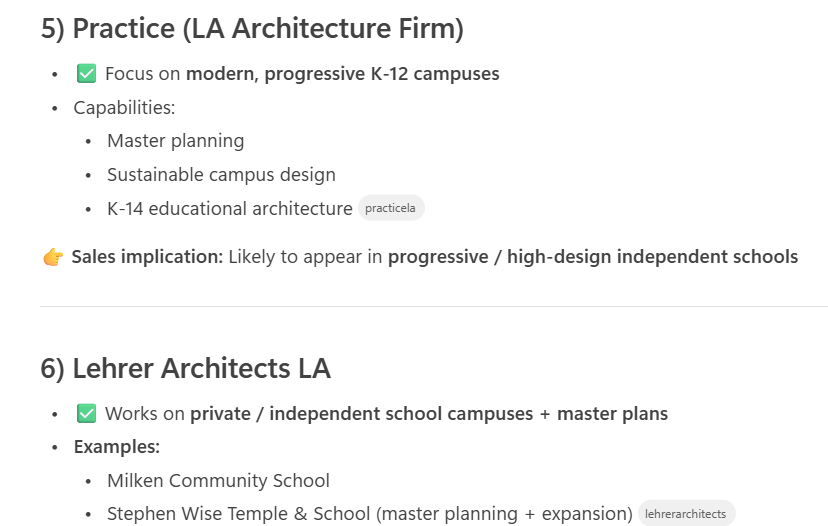 5) Practice (LA Architecture Firm)
• ✅ Focus on modern, progressive K-12 campuses
• Capabilities:
• Master planning
• Sustainable campus design
• K-14 educational architecture practicela
👉 Sales implication: Likely to appear in progressive / high-design independent schools
6) Lehrer Architects LA
• ✅ Works on private / independent school campuses + master plans
• Examples:
• Milken Community School
• Stephen Wise Temple & School (master planning + expansion) lehrerarchitects